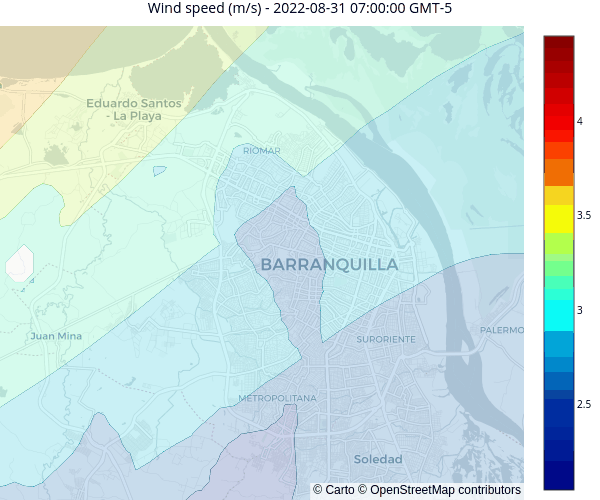 Wind speed (m/s) - 2022-08-31 07:00:00 GMT-5
Eduardo Santos
- La Playa
RIOMAR
BARRANQUILLA
Juan Mina
SURORIENTE
PALERMO
METROPOLITANA
Soledad
4
3.5
3
2.5
© Carto © OpenStreetMap contributors